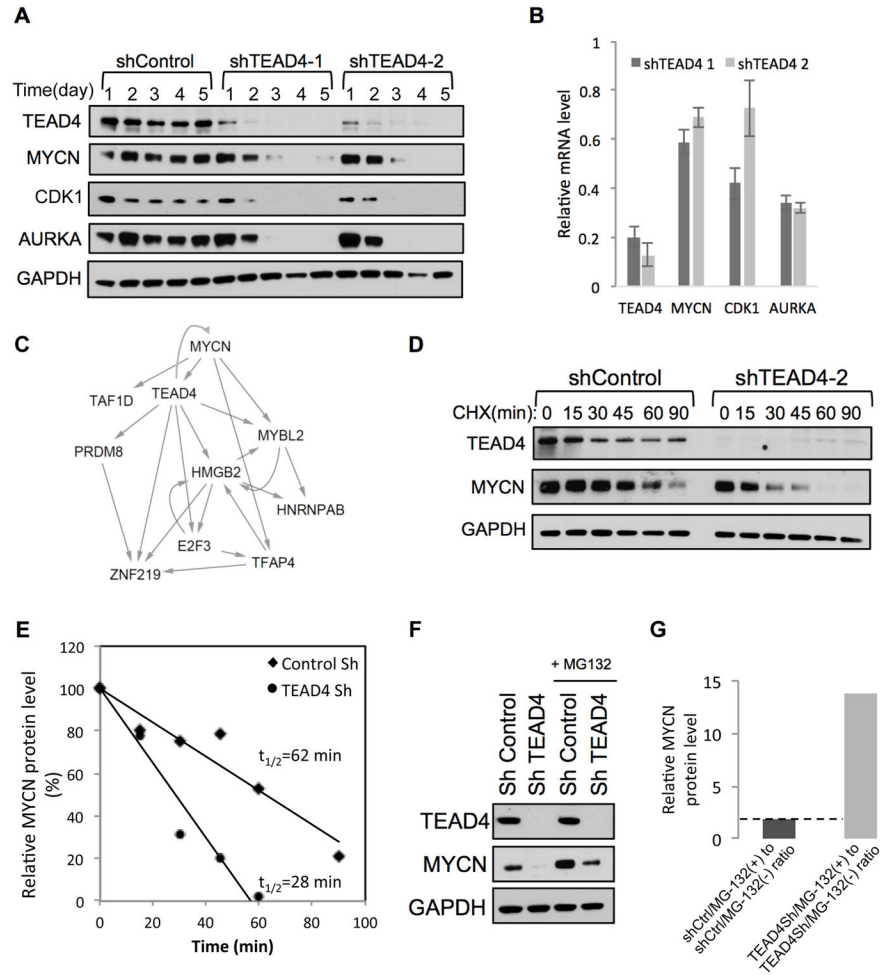 A
shControl shTEAD4-1 shTEAD4-2
Time(day) 1 2 3 4 5 1 2 3 4 5 1 2 3 4 5
TEAD4
MYCN
CDK1
AURKA
GAPDH
B
Relative mRNA level
1
0.8
0.6
0.4
0.2
0
shTEAD4 1 shTEAD4 2
TEAD4 MYCN CDK1 AURKA
C
MYCN
TAF1D
TEAD4
MYBL2
PRDM8
HMGB2
HNRNPAB
E2F3
TFAP4
ZNF219
D
shControl shTEAD4-2
CHX(min): 0 15 30 45 60 90 0 15 30 45 60 90
TEAD4
MYCN
GAPDH
E
Relative MYCN protein level
(%)
120
100
80
60
40
20
0
Control Sh
TEAD4 Sh
t1/2=62 min
t1/2=28 min
0 20 40 60 80 100
Time (min)
F
+ MG132
Sh Control
Sh TEAD4
Sh Control
Sh TEAD4
TEAD4
MYCN
GAPDH
G
Relative MYCN
protein level
15
10
5
0
shCtrl/MG-132(+) to
shCtrl/MG-132(-) ratio
TEAD4Sh/MG-132(+) to
TEAD4Sh/MG-132(-) ratio